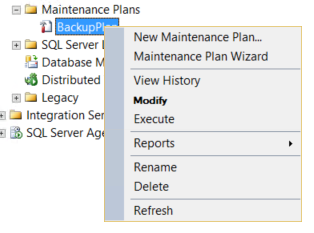 Maintenance Plans
BackupPlan
SQL Server
Database M
Distributed
Legacy
Integration Ser
SQL Server Age
New Maintenance Plan...
Maintenance Plan Wizard
View History
Modify
Execute
Reports
Rename
Delete
Refresh